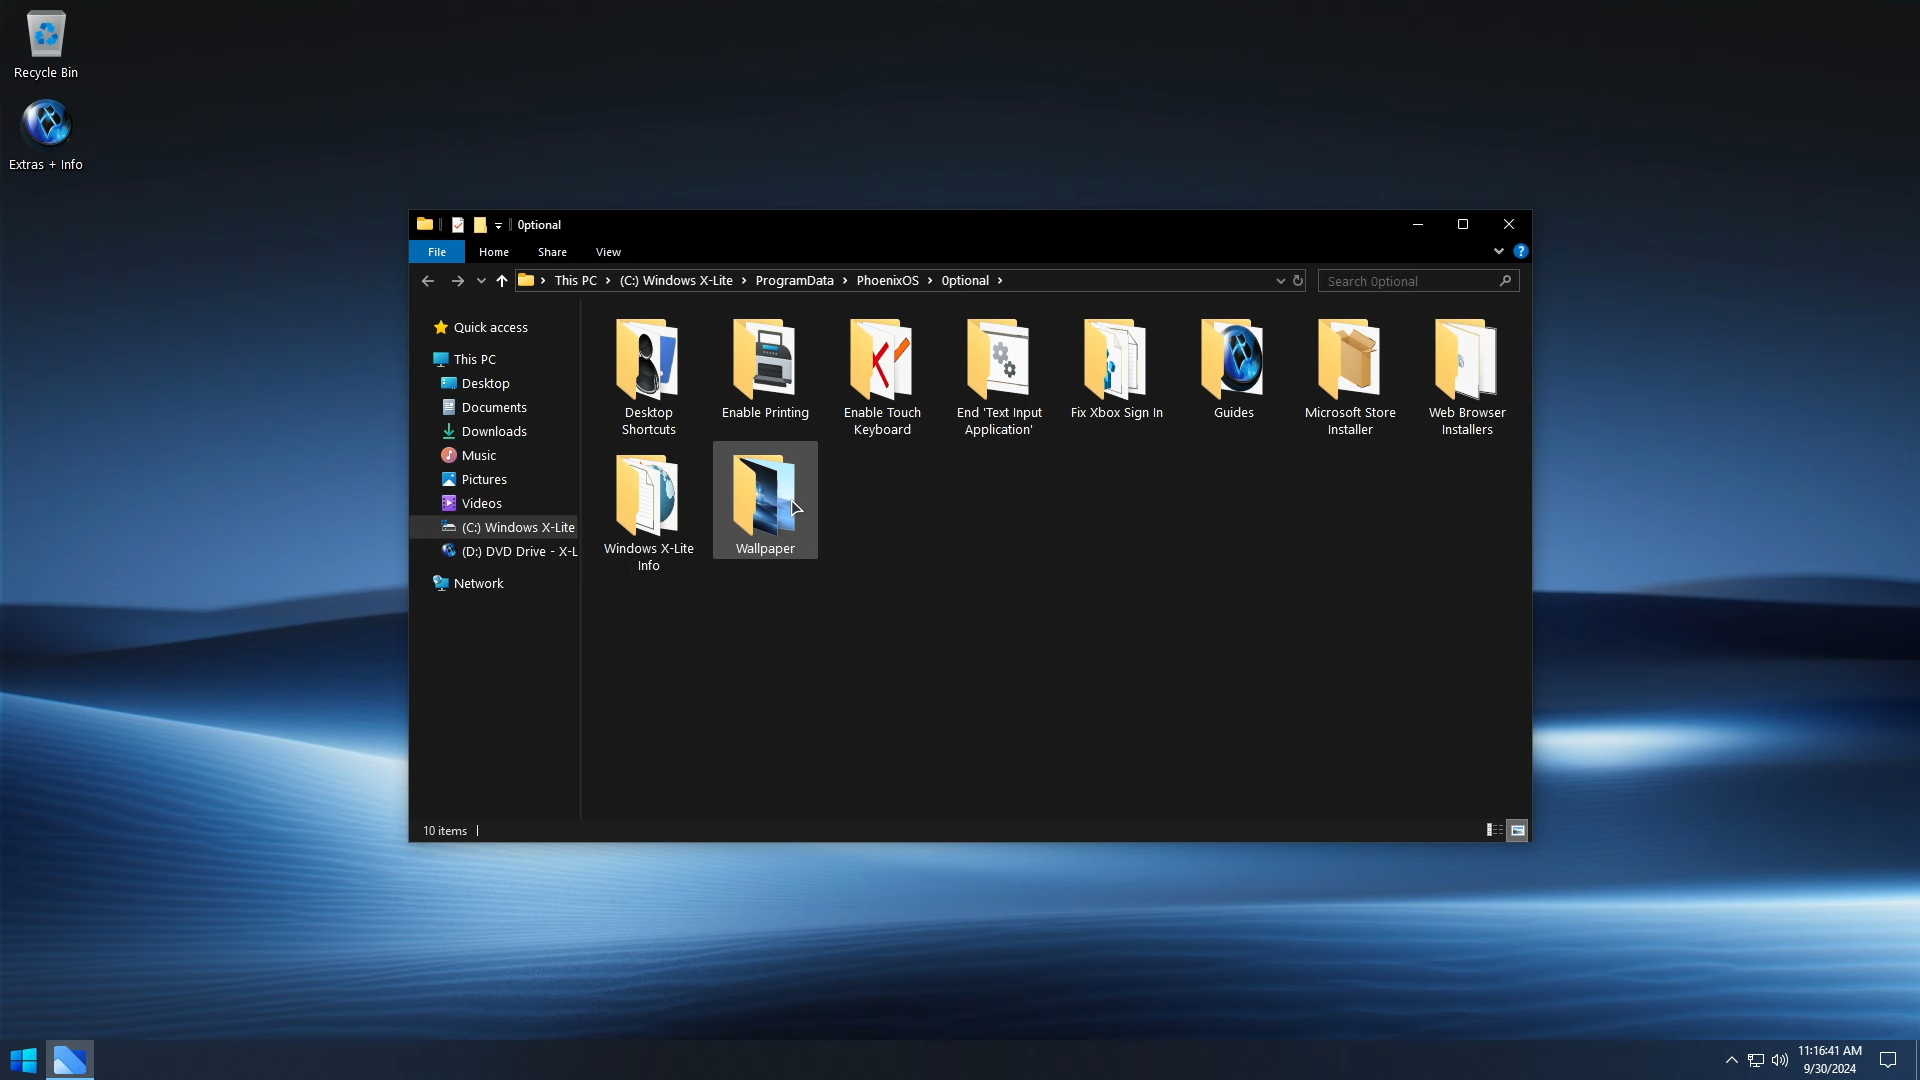 Recycle Bin
Extras + Info
0ptional
File Home Share View
This PC (C:) Windows X-Lite ProgramData PhoenixOS 0ptional
Search 0ptional
Quick access
This PC
Desktop
Documents
Downloads
Music
Pictures
Videos
(C:) Windows X-Lite
(D:) DVD Drive - X-L
Network
Desktop
Shortcuts
Enable Printing
Enable Touch
Keyboard
End 'Text Input
Application'
Fix Xbox Sign In
Guides
Microsoft Store
Installer
Web Browser
Installers
Windows X-Lite
Info
Wallpaper
10 items
11:16:41 AM
9/30/2024